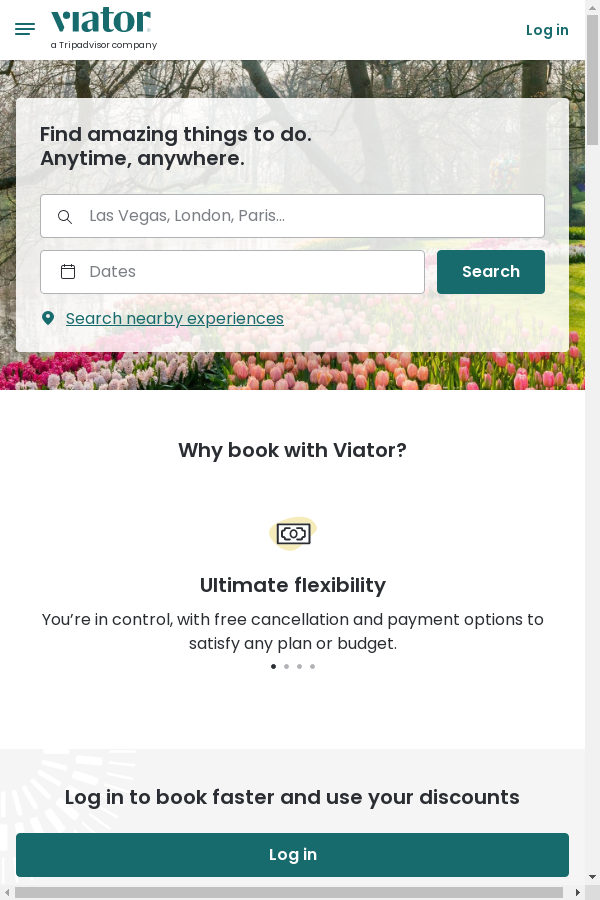 viator
a Tripadvisor company
Log in
Find amazing things to do.
Anytime, anywhere.
Las Vegas, London, Paris...
Dates
Search
Search nearby experiences
Why book with Viator?
Ultimate flexibility
You’re in control, with free cancellation and payment options to
satisfy any plan or budget.
Log in to book faster and use your discounts
Log in